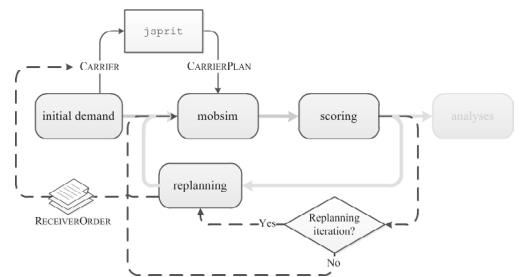 jsprit
CARRIER
CARRIERPLAN
initial demand
mobsim
scoring
analyses
replanning
RECEIVERORDER
Yes
Replanning
iteration?
No